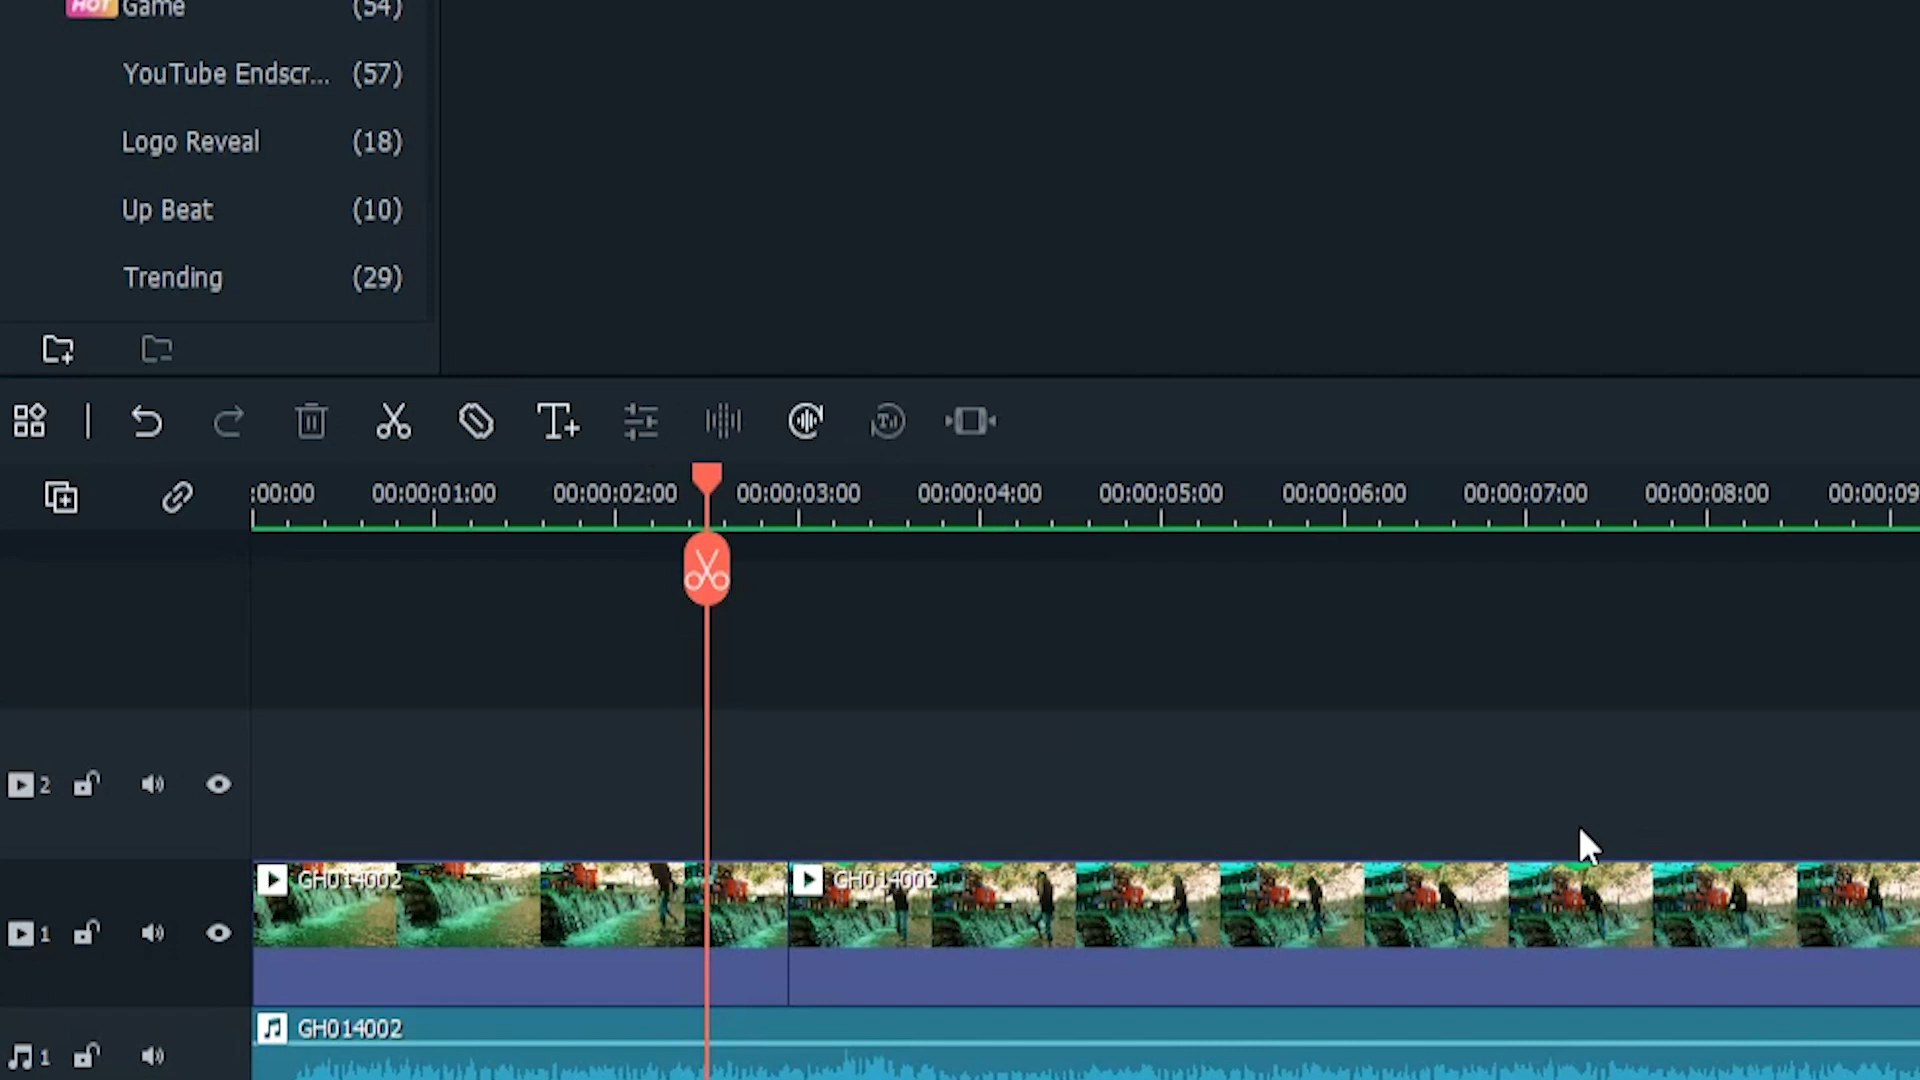 HOT Game (54)
YouTube Endscr... (57)
Logo Reveal (18)
Up Beat (10)
Trending (29)
:00:00 00:00:01:00 00:00:02:00 00:00:03:00 00:00:04:00 00:00:05:00 00:00:06:00 00:00:07:00 00:00:08:00 00:00:09
2
GH014002 GH014002
1
GH014002
1